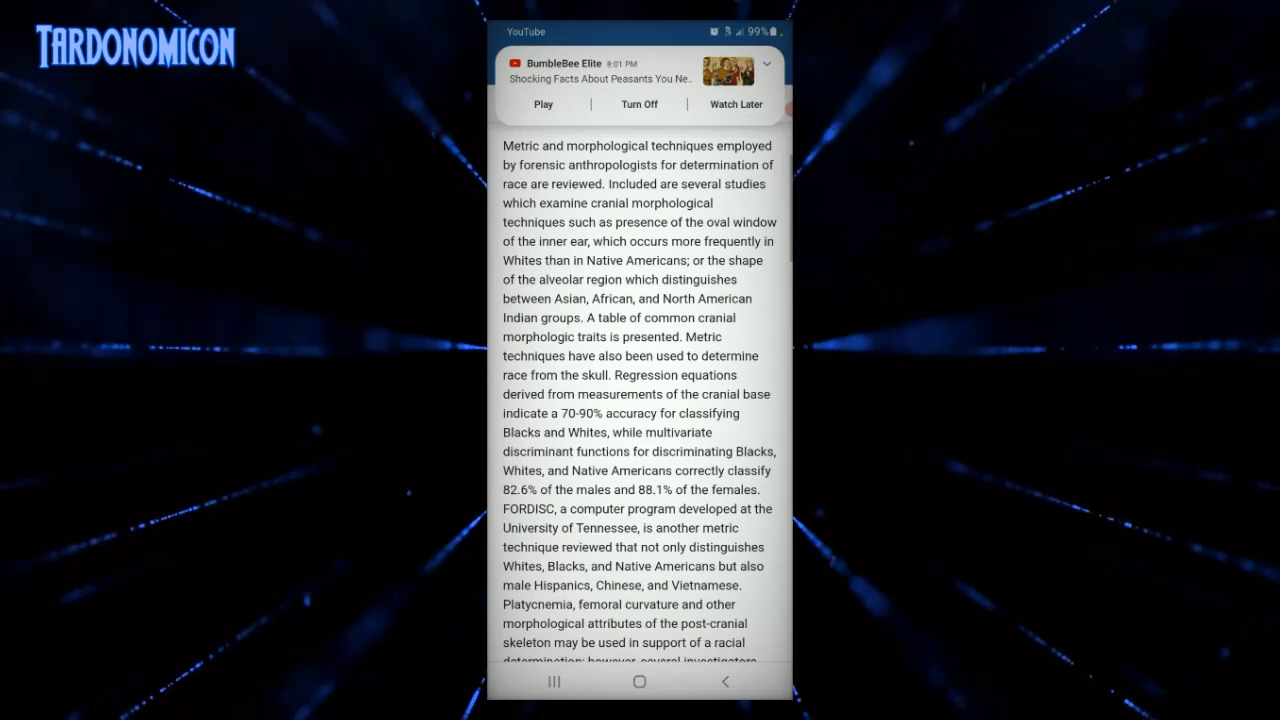 TARDONOMICON
YouTube
99%
BumbleBee Elite 8:01 PM
Shocking Facts About Peasants You Ne..
Play | Turn Off | Watch Later
Metric and morphological techniques employed
by forensic anthropologists for determination of
race are reviewed. Included are several studies
which examine cranial morphological
techniques such as presence of the oval window
of the inner ear, which occurs more frequently in
Whites than in Native Americans; or the shape
of the alveolar region which distinguishes
between Asian, African, and North American
Indian groups. A table of common cranial
morphologic traits is presented. Metric
techniques have also been used to determine
race from the skull. Regression equations
derived from measurements of the cranial base
indicate a 70-90% accuracy for classifying
Blacks and Whites, while multivariate
discriminant functions for discriminating Blacks,
Whites, and Native Americans correctly classify
82.6% of the males and 88.1% of the females.
FORDISC, a computer program developed at the
University of Tennessee, is another metric
technique reviewed that not only distinguishes
Whites, Blacks, and Native Americans but also
male Hispanics, Chinese, and Vietnamese.
Platycnemia, femoral curvature and other
morphological attributes of the post-cranial
skeleton may be used in support of a racial
determination; however, several investigators